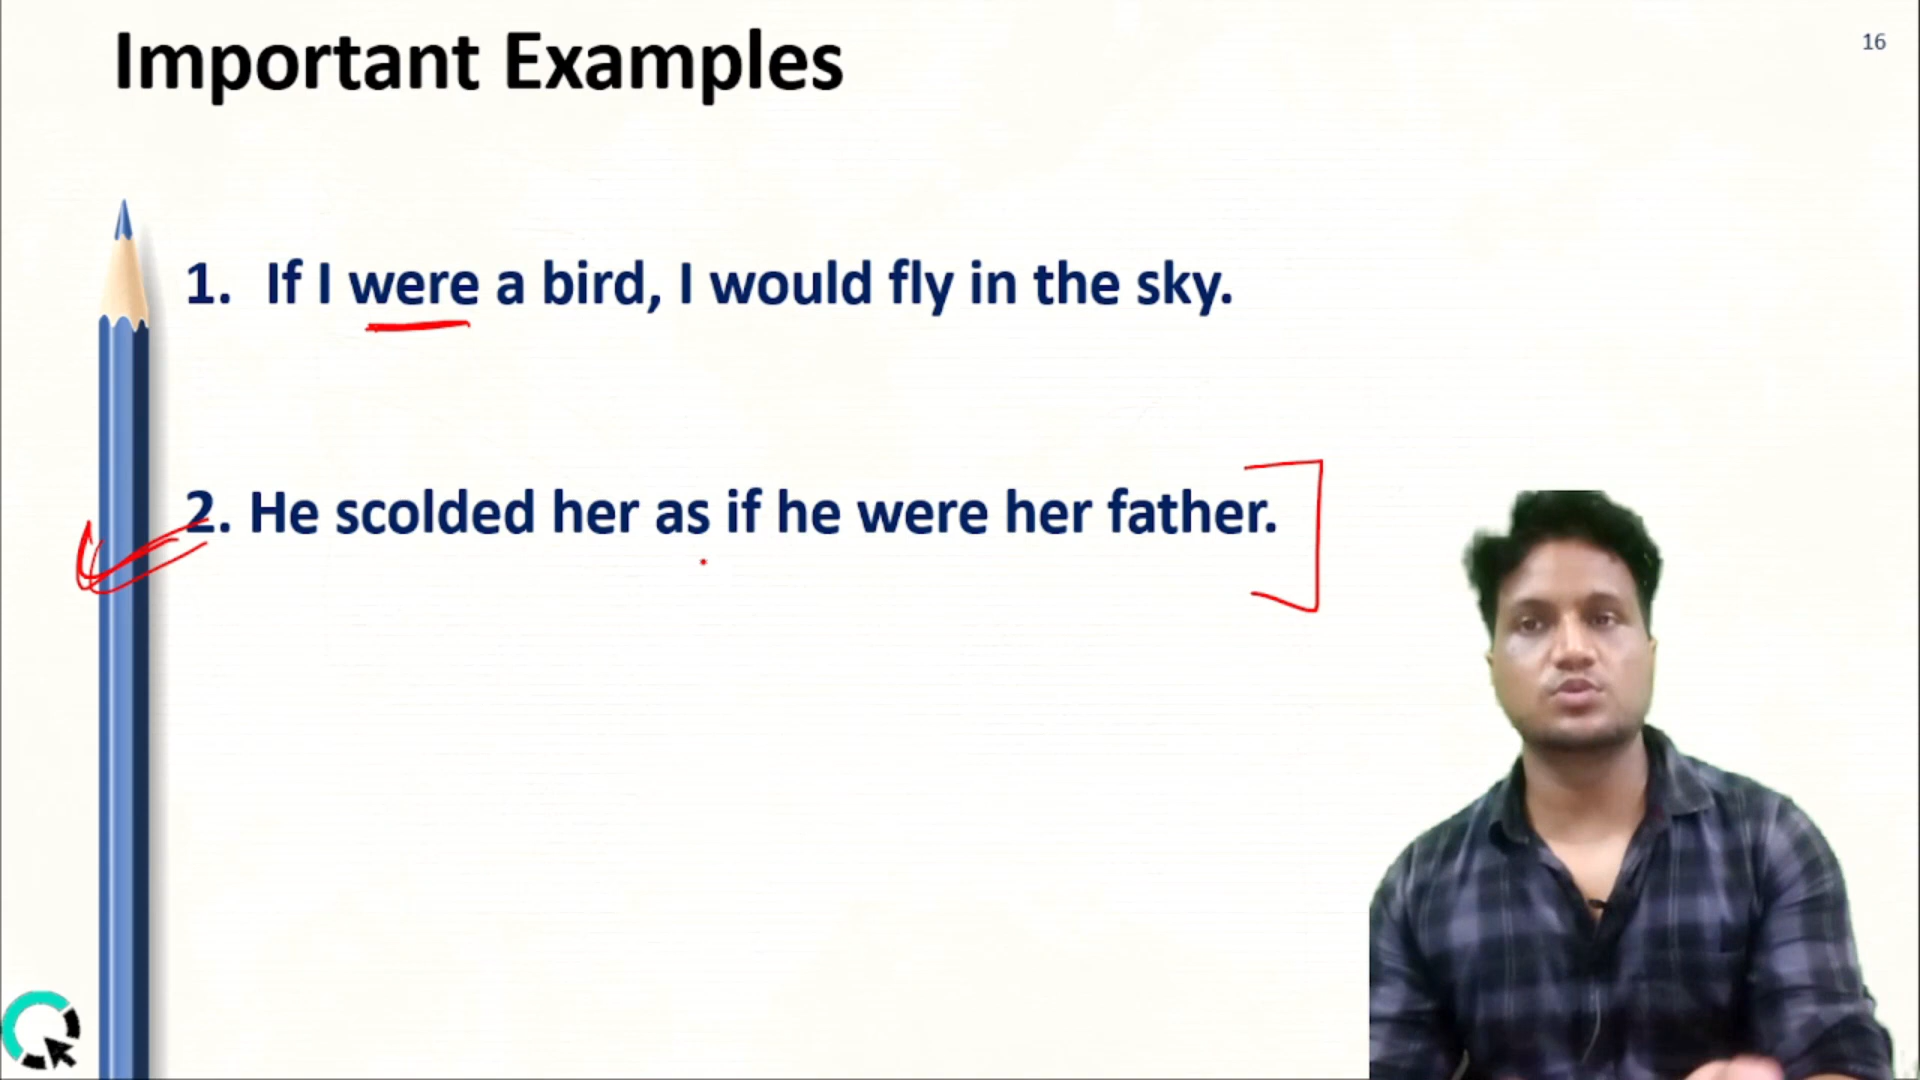 Important Examples
16
1. If I were a bird, I would fly in the sky.
2. He scolded her as if he were her father.